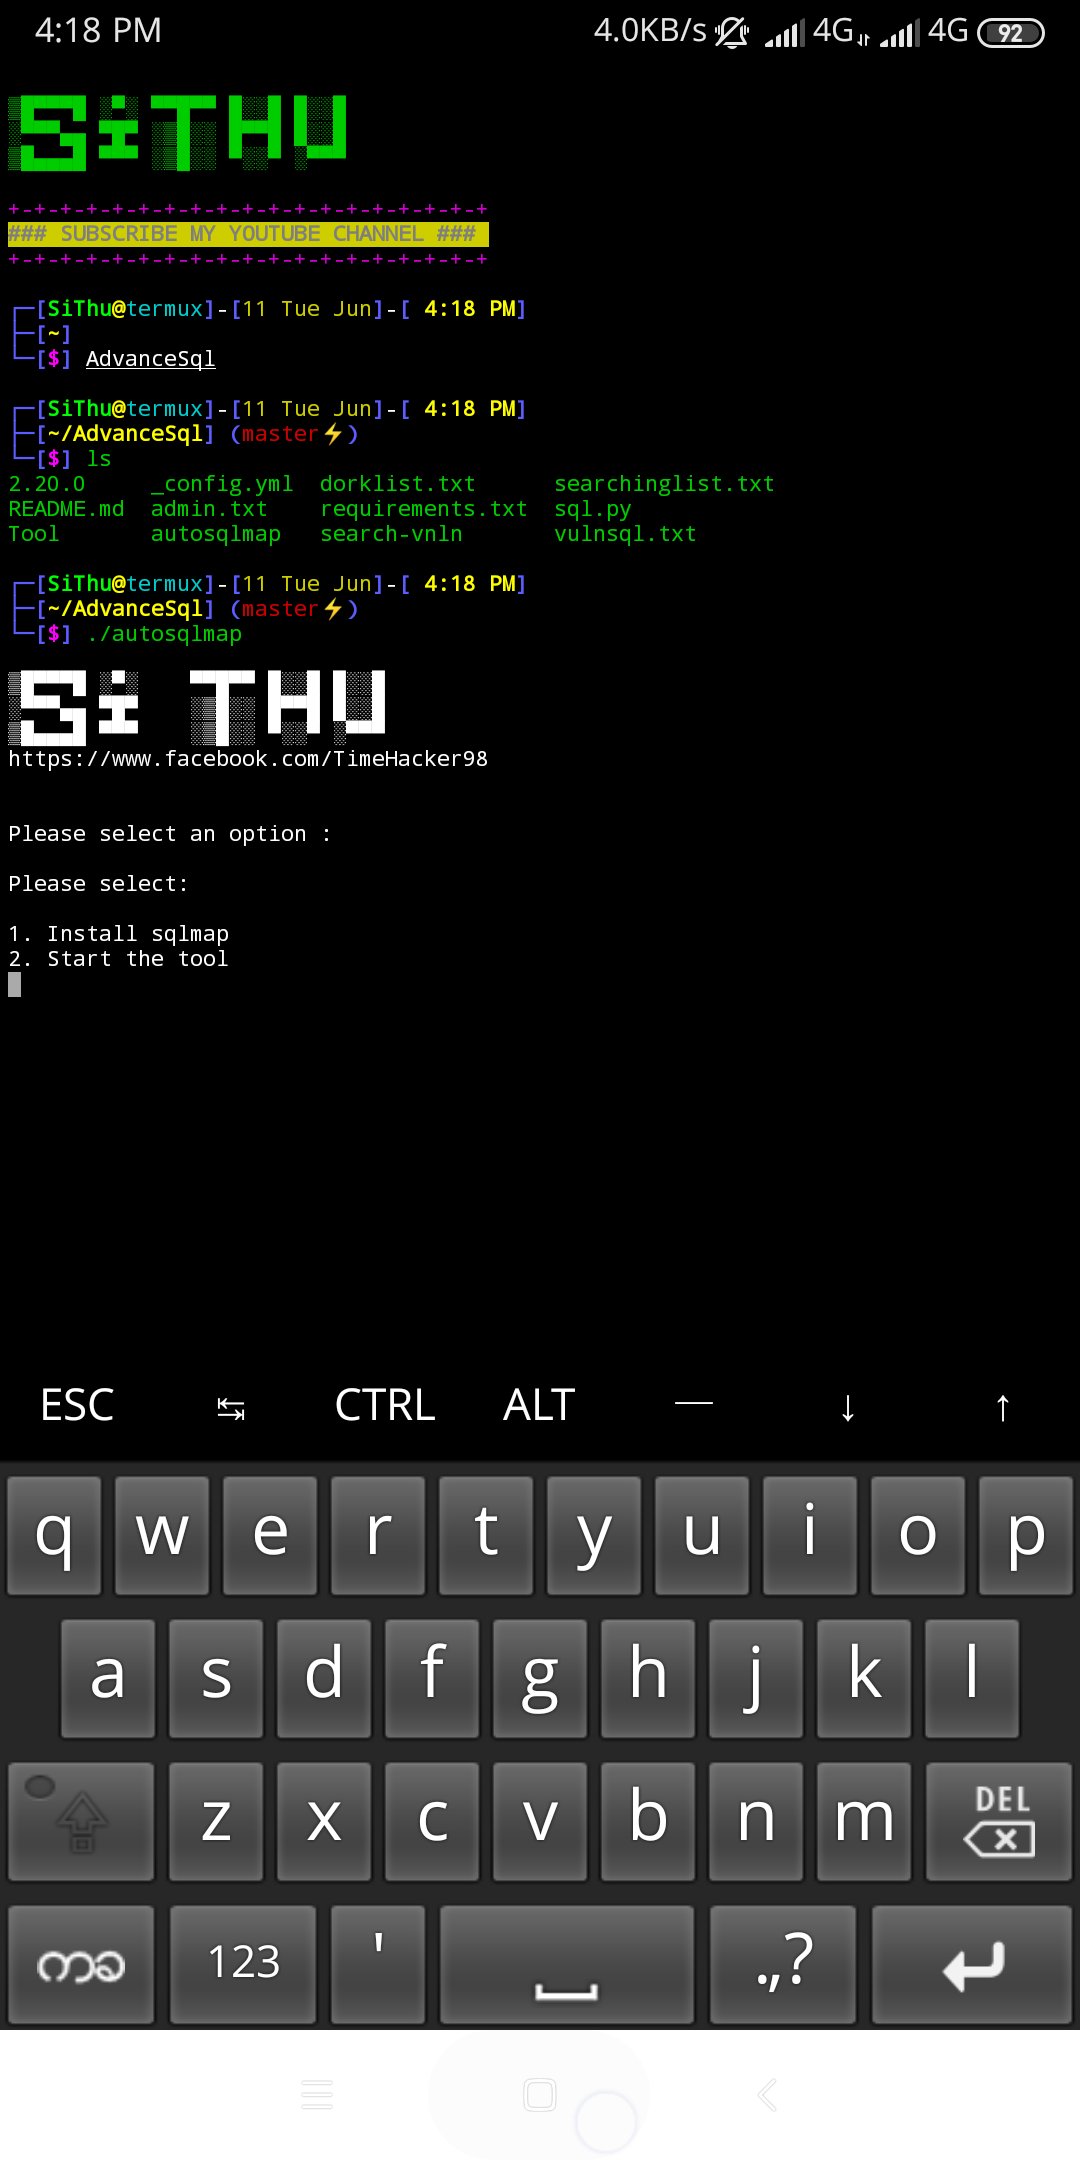 4:18 PM 4.0KB/s 4G 4G 92
SiTHU
+-+-+-+-+-+-+-+-+-+-+-+-+-+-+-+-+-+-+
### SUBSCRIBE MY YOUTUBE CHANNEL ###
+-+-+-+-+-+-+-+-+-+-+-+-+-+-+-+-+-+-+
┌─[SiThu@termux]-[11 Tue Jun]-[ 4:18 PM]
├─[~]
└─[$] AdvanceSql
┌─[SiThu@termux]-[11 Tue Jun]-[ 4:18 PM]
├─[~/AdvanceSql] (master⚡)
└─[$] ls
2.20.0 _config.yml dorklist.txt searchinglist.txt
README.md admin.txt requirements.txt sql.py
Tool autosqlmap search-vnln vulnsql.txt
┌─[SiThu@termux]-[11 Tue Jun]-[ 4:18 PM]
├─[~/AdvanceSql] (master⚡)
└─[$] ./autosqlmap
Si THU
https://www.facebook.com/TimeHacker98
Please select an option :
Please select:
1. Install sqlmap
2. Start the tool
ESC ↹ CTRL ALT — ↓ ↑
q w e r t y u i o p
a s d f g h j k l
z x c v b n m DEL
ကခ 123 ' .,?